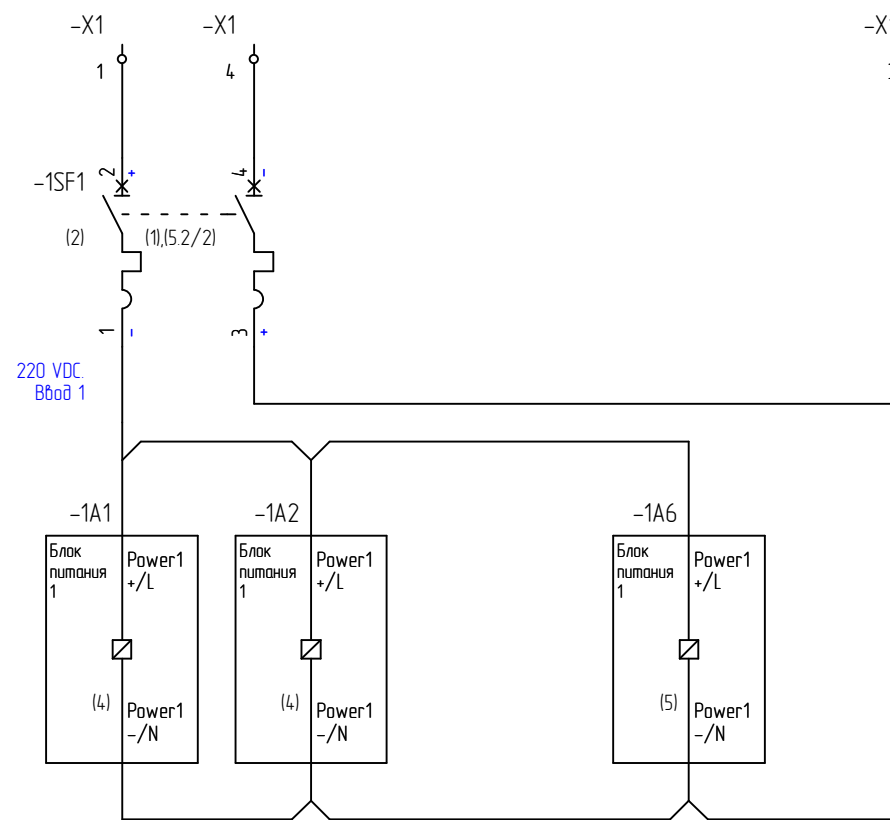 -X1
-X1
-X1
1
4
2
+
4
-
-1SF1
(2)
(1),(5.2/2)
1
-
3
+
220 VDC.
Ввод 1
-1A1
-1A2
-1A6
Блок
питания
1
Power1
+/L
(4)
Power1
-/N
Блок
питания
1
Power1
+/L
(4)
Power1
-/N
Блок
питания
1
Power1
+/L
(5)
Power1
-/N